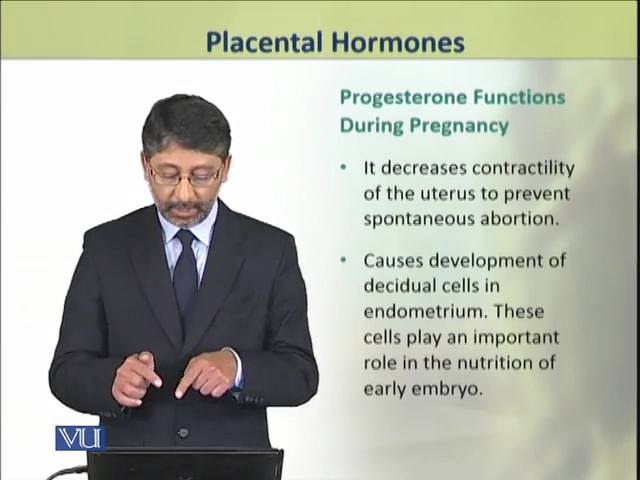 Placental Hormones
Progesterone Functions
During Pregnancy
• It decreases contractility
of the uterus to prevent
spontaneous abortion.
• Causes development of
decidual cells in
endometrium. These
cells play an important
role in the nutrition of
early embryo.
VU